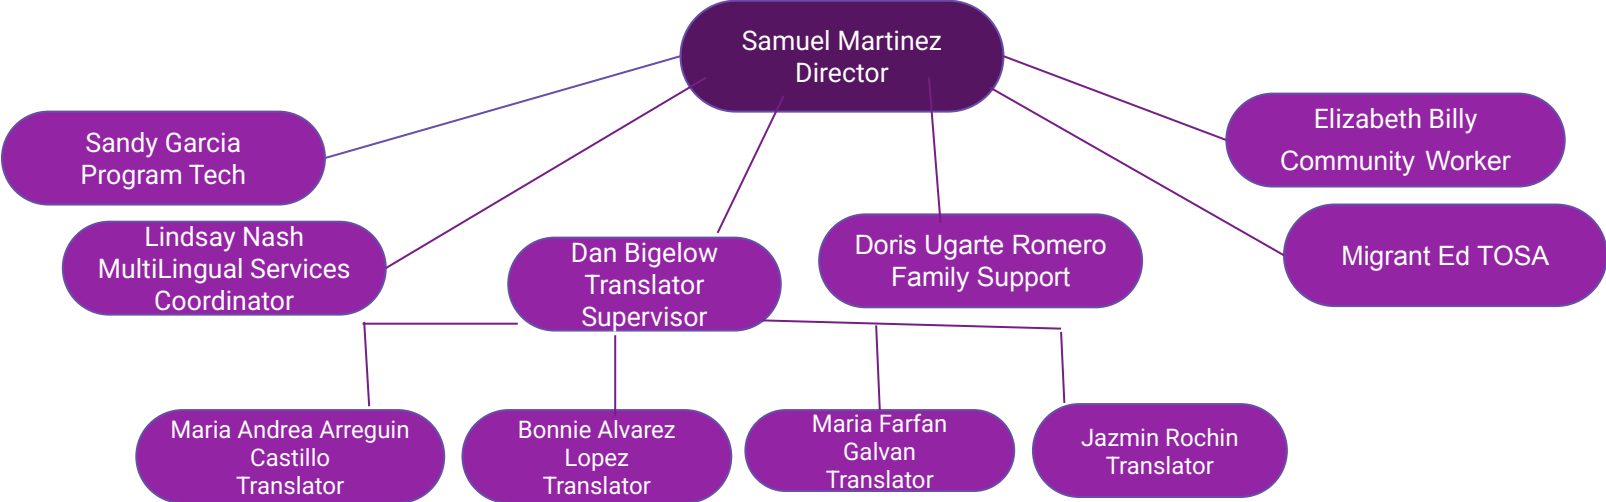 Samuel Martinez
Director
Sandy Garcia
Program Tech
Elizabeth Billy
Community Worker
Lindsay Nash
MultiLingual Services
Coordinator
Dan Bigelow
Translator
Supervisor
Doris Ugarte Romero
Family Support
Migrant Ed TOSA
Maria Andrea Arreguin
Castillo
Translator
Bonnie Alvarez
Lopez
Translator
Maria Farfan
Galvan
Translator
Jazmin Rochin
Translator